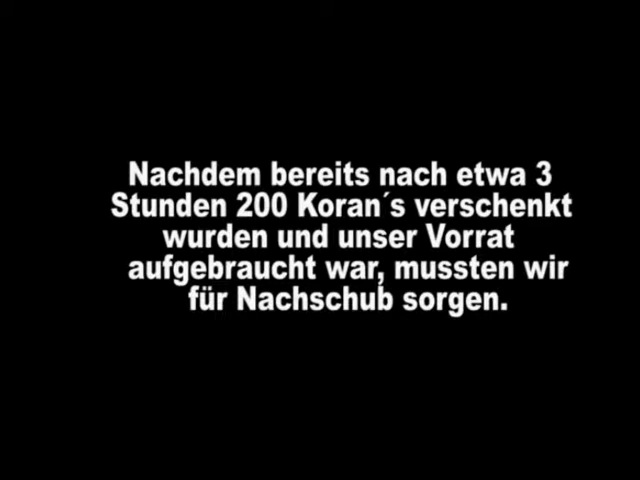 Nachdem bereits nach etwa 3
Stunden 200 Koran´s verschenkt
wurden und unser Vorrat
aufgebraucht war, mussten wir
für Nachschub sorgen.